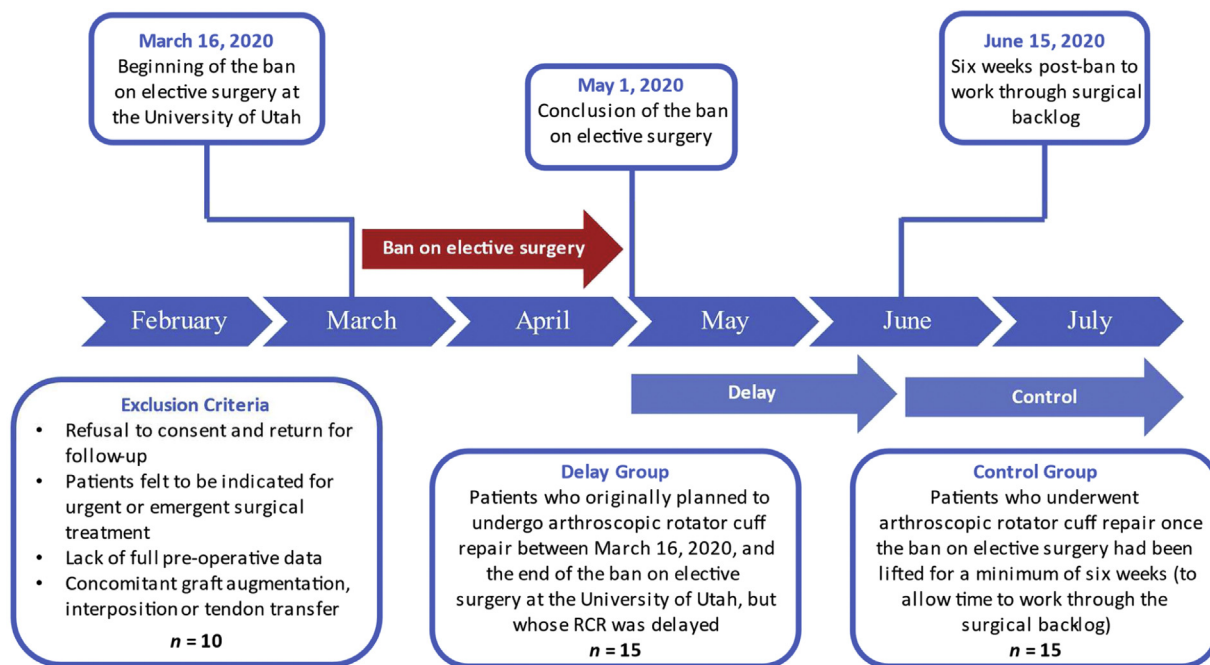 March 16, 2020
Beginning of the ban
on elective surgery at
the University of Utah
May 1, 2020
Conclusion of the ban
on elective surgery
June 15, 2020
Six weeks post-ban to
work through surgical
backlog
Ban on elective surgery
February
March
April
May
June
July
Delay
Control
Exclusion Criteria
• Refusal to consent and return for
follow-up
• Patients felt to be indicated for
urgent or emergent surgical
treatment
• Lack of full pre-operative data
• Concomitant graft augmentation,
interposition or tendon transfer
n = 10
Delay Group
Patients who originally planned to
undergo arthroscopic rotator cuff
repair between March 16, 2020, and
the end of the ban on elective
surgery at the University of Utah, but
whose RCR was delayed
n = 15
Control Group
Patients who underwent
arthroscopic rotator cuff repair once
the ban on elective surgery had been
lifted for a minimum of six weeks (to
allow time to work through the
surgical backlog)
n = 15